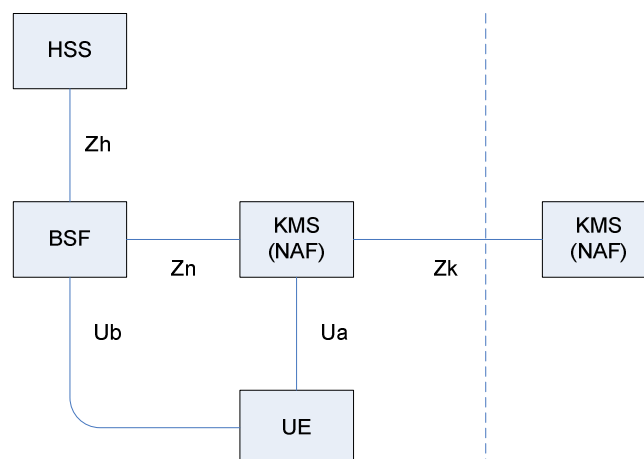 HSS
Zh
BSF
Zn
KMS
(NAF)
Zk
KMS
(NAF)
Ub
Ua
UE